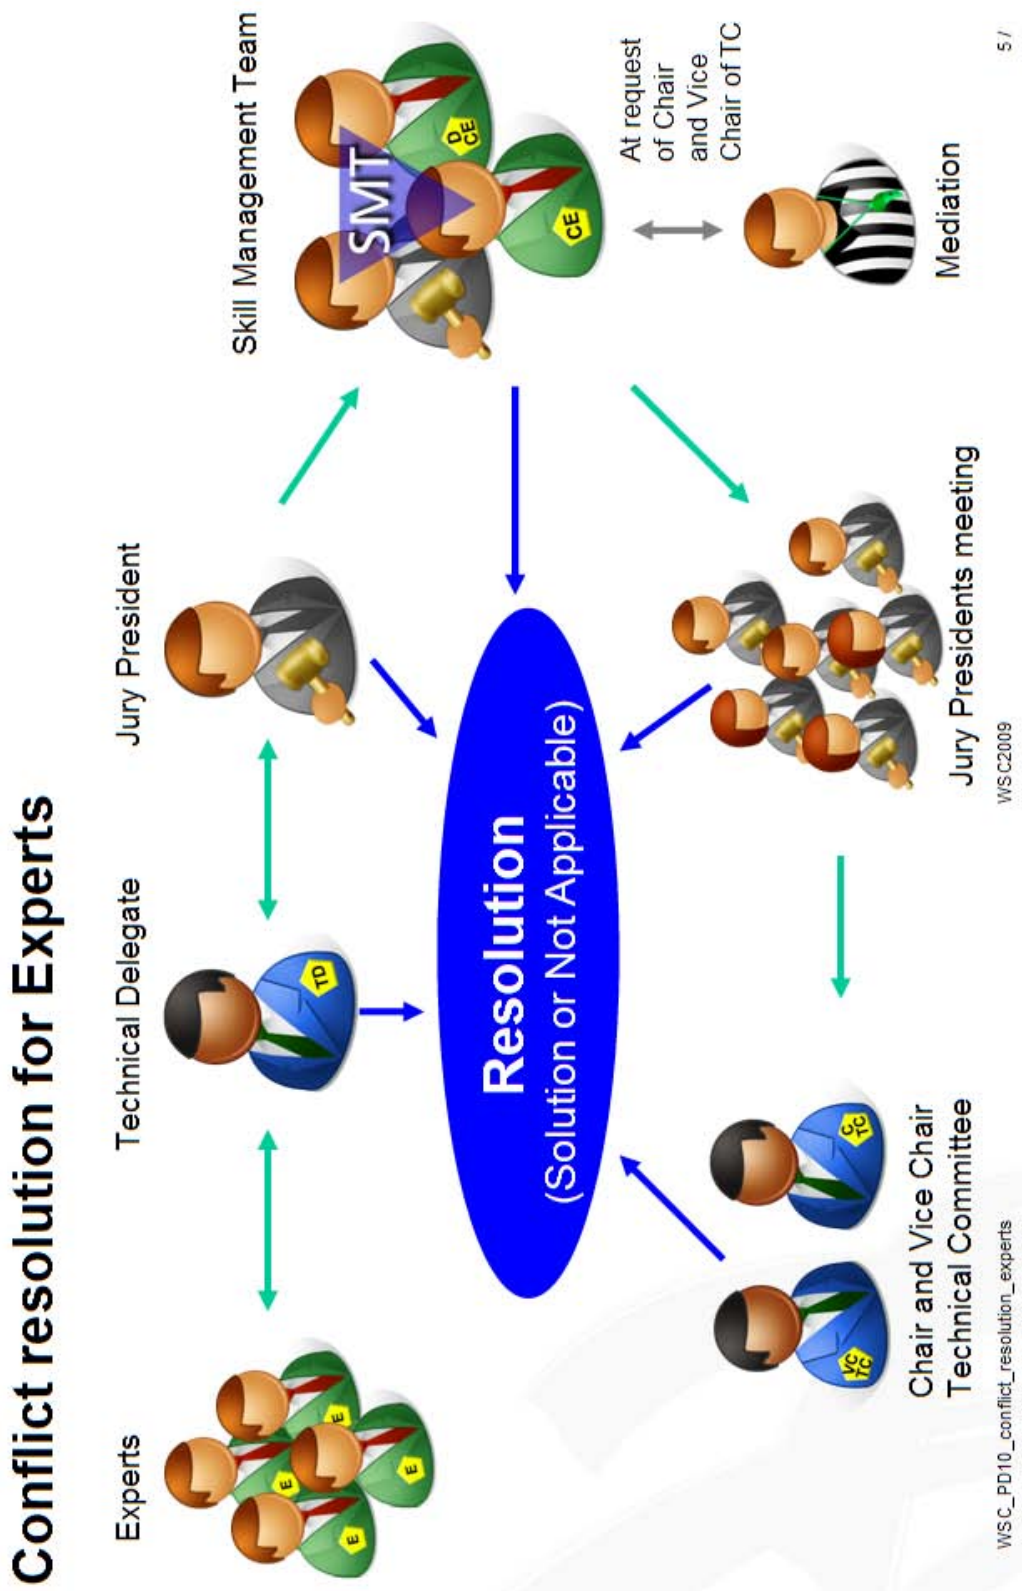 Conflict resolution for Experts
Experts
Technical Delegate
Jury President
Skill Management Team
E
E
E
E
TD
SMT
D
CE
CE
Resolution
(Solution or Not Applicable)
At request
of Chair
and Vice
Chair of TC
VC
TC
C
TC
Chair and Vice Chair
Technical Committee
Jury Presidents meeting
Mediation
WSC_PD10_conflict_resolution_experts
WSC2009
5 /